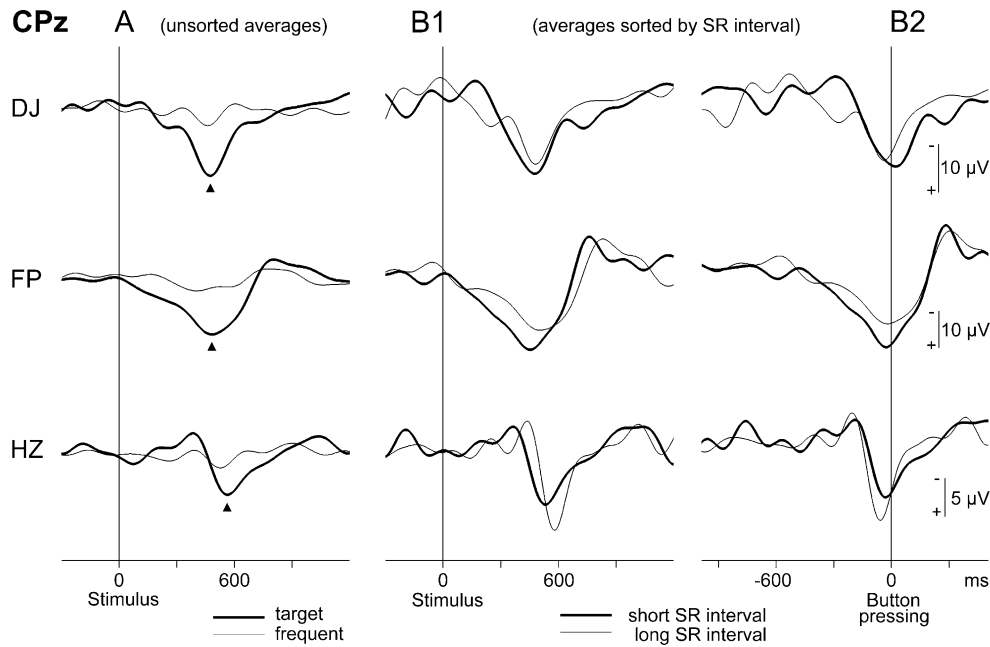 CPz A (unsorted averages) B1 (averages sorted by SR interval) B2
DJ
-
10 µV
+
FP
-
10 µV
+
HZ
-
5 µV
+
0 600 0 600 -600 0 ms
Stimulus Stimulus Button
pressing
target short SR interval
frequent long SR interval